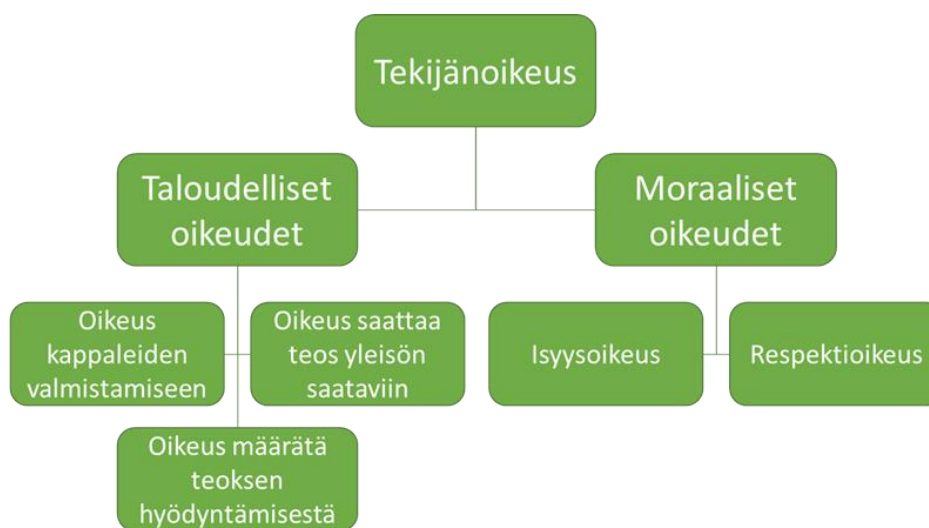 Tekijänoikeus
Taloudelliset
oikeudet
Moraaliset
oikeudet
Oikeus
kappaleiden
valmistamiseen
Oikeus saattaa
teos yleisön
saataviin
Isyysoikeus
Respektioikeus
Oikeus määrätä
teoksen
hyödyntämisestä